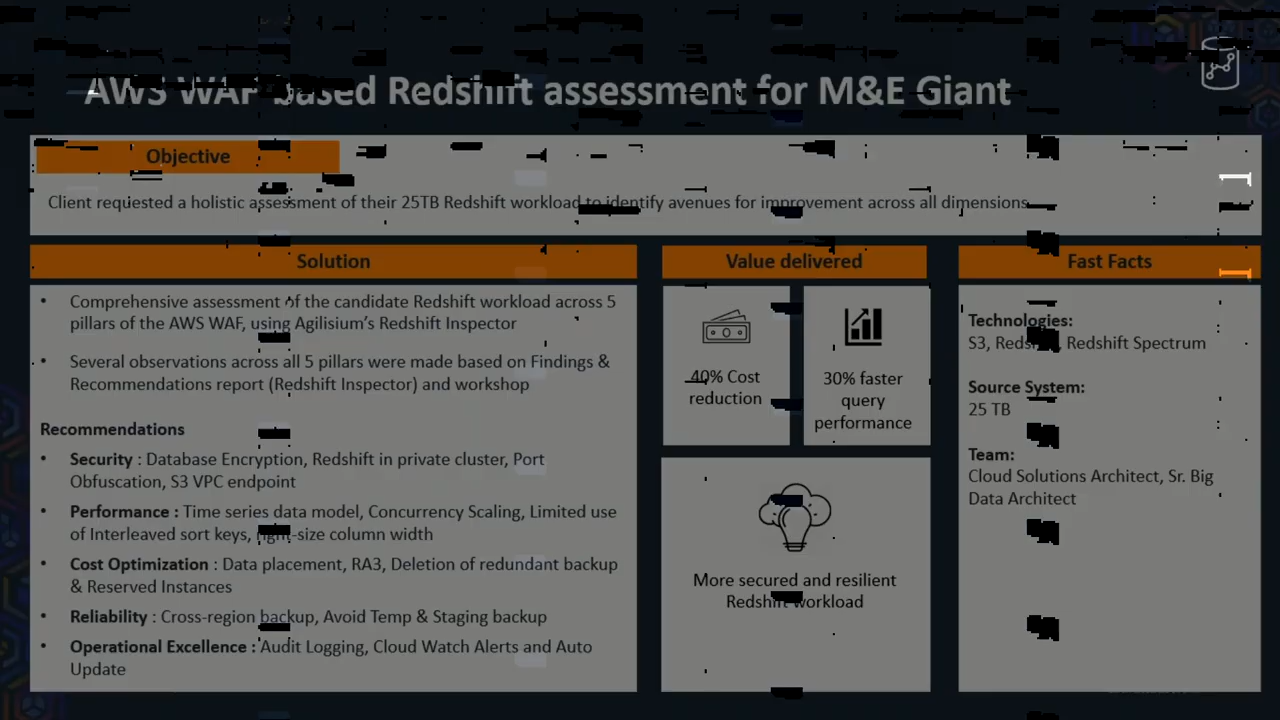 AWS WAF based Redshift assessment for M&E Giant
Objective
Client requested a holistic assessment of their 25TB Redshift workload to identify avenues for improvement across all dimensions
Solution
• Comprehensive assessment of the candidate Redshift workload across 5
pillars of the AWS WAF, using Agilisium's Redshift Inspector
• Several observations across all 5 pillars were made based on Findings &
Recommendations report (Redshift Inspector) and workshop
Recommendations
• Security : Database Encryption, Redshift in private cluster, Port
Obfuscation, S3 VPC endpoint
• Performance : Time series data model, Concurrency Scaling, Limited use
of Interleaved sort keys, right-size column width
• Cost Optimization : Data placement, RA3, Deletion of redundant backup
& Reserved Instances
• Reliability : Cross-region backup, Avoid Temp & Staging backup
• Operational Excellence : Audit Logging, Cloud Watch Alerts and Auto
Update
Value delivered
40% Cost
reduction
30% faster
query
performance
More secured and resilient
Redshift workload
Fast Facts
Technologies:
S3, Redshift, Redshift Spectrum
Source System:
25 TB
Team:
Cloud Solutions Architect, Sr. Big
Data Architect